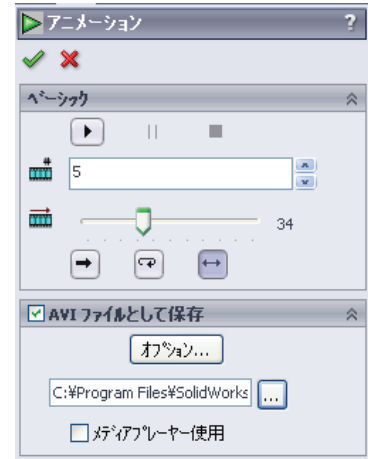 アニメーション ?
ベーシック
#
5
34
AVI ファイルとして保存
オプション...
C:¥Program Files¥SolidWorks ...
メディアプレーヤー使用